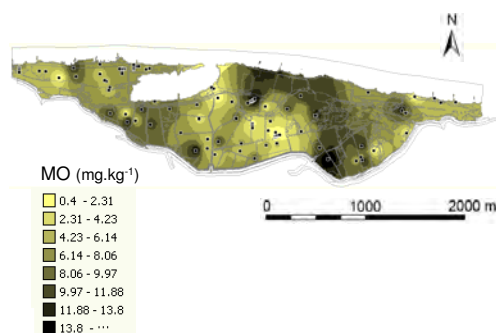 N
MO (mg.kg-1)
0.4 - 2.31
2.31 - 4.23
4.23 - 6.14
6.14 - 8.06
8.06 - 9.97
9.97 - 11.88
11.88 - 13.8
13.8 - ...
0 1000 2000 m